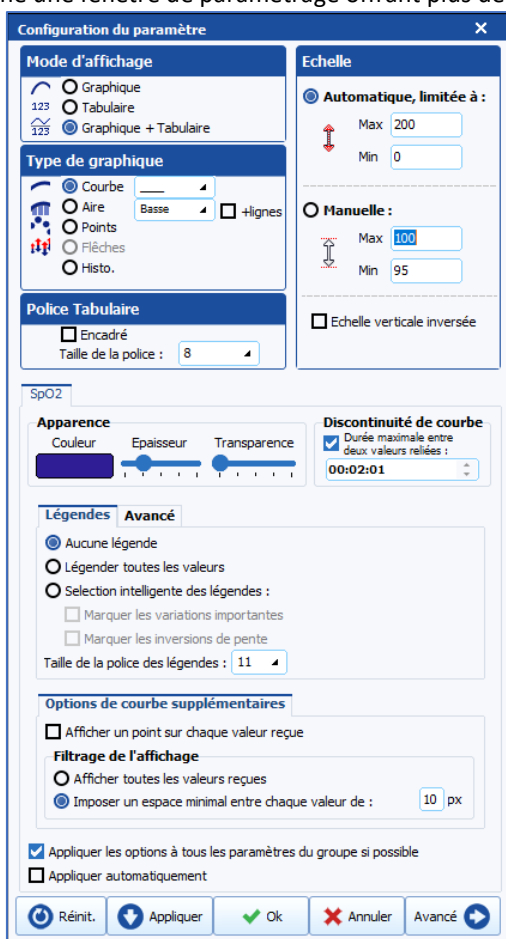 une fenêtre de paramétrage offrant plus de
Configuration du paramètre
Mode d'affichage
Graphique
123 Tabulaire
123 Graphique + Tabulaire
Type de graphique
Courbe
Aire Basse +lignes
Points
Flêches
Histo.
Police Tabulaire
Encadré
Taille de la police : 8
Echelle
Automatique, limitée à :
Max 200
Min 0
Manuelle :
Max 100
Min 95
Echelle verticale inversée
SpO2
Apparence
Couleur Epaisseur Transparence
Discontinuité de courbe
Durée maximale entre
deux valeurs reliées :
00:02:01
Légendes Avancé
Aucune légende
Légender toutes les valeurs
Selection intelligente des légendes :
Marquer les variations importantes
Marquer les inversions de pente
Taille de la police des légendes : 11
Options de courbe supplémentaires
Afficher un point sur chaque valeur reçue
Filtrage de l'affichage
Afficher toutes les valeurs reçues
Imposer un espace minimal entre chaque valeur de : 10 px
Appliquer les options à tous les paramètres du groupe si possible
Appliquer automatiquement
Réinit. Appliquer Ok Annuler Avancé